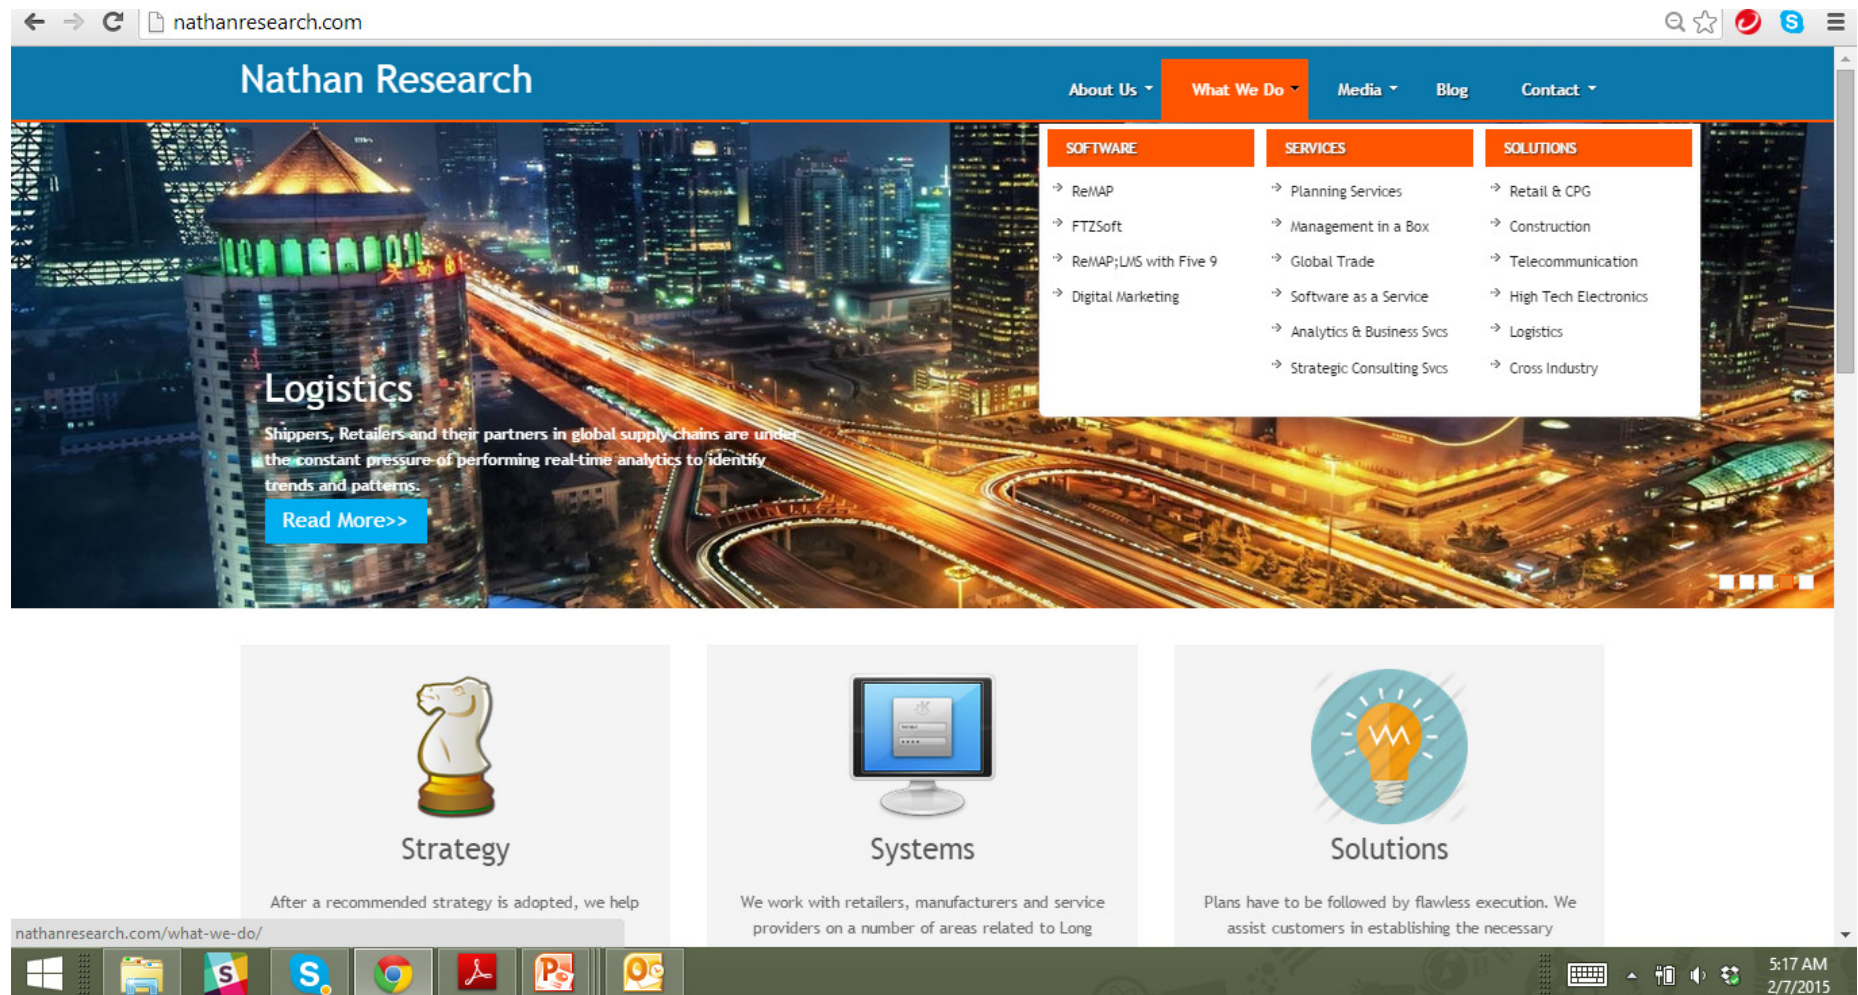 nathanresearch.com
Nathan Research
About Us
What We Do
Media
Blog
Contact
SOFTWARE
ReMAP
FTZSoft
ReMAP;LMS with Five 9
Digital Marketing
SERVICES
Planning Services
Management in a Box
Global Trade
Software as a Service
Analytics & Business Svcs
Strategic Consulting Svcs
SOLUTIONS
Retail & CPG
Construction
Telecommunication
High Tech Electronics
Logistics
Cross Industry
Logistics
Shippers, Retailers and their partners in global supply chains are under
the constant pressure of performing real-time analytics to identify
trends and patterns.
Read More>>
Strategy
After a recommended strategy is adopted, we help
Systems
We work with retailers, manufacturers and service
providers on a number of areas related to Long
Solutions
Plans have to be followed by flawless execution. We
assist customers in establishing the necessary
nathanresearch.com/what-we-do/
5:17 AM
2/7/2015